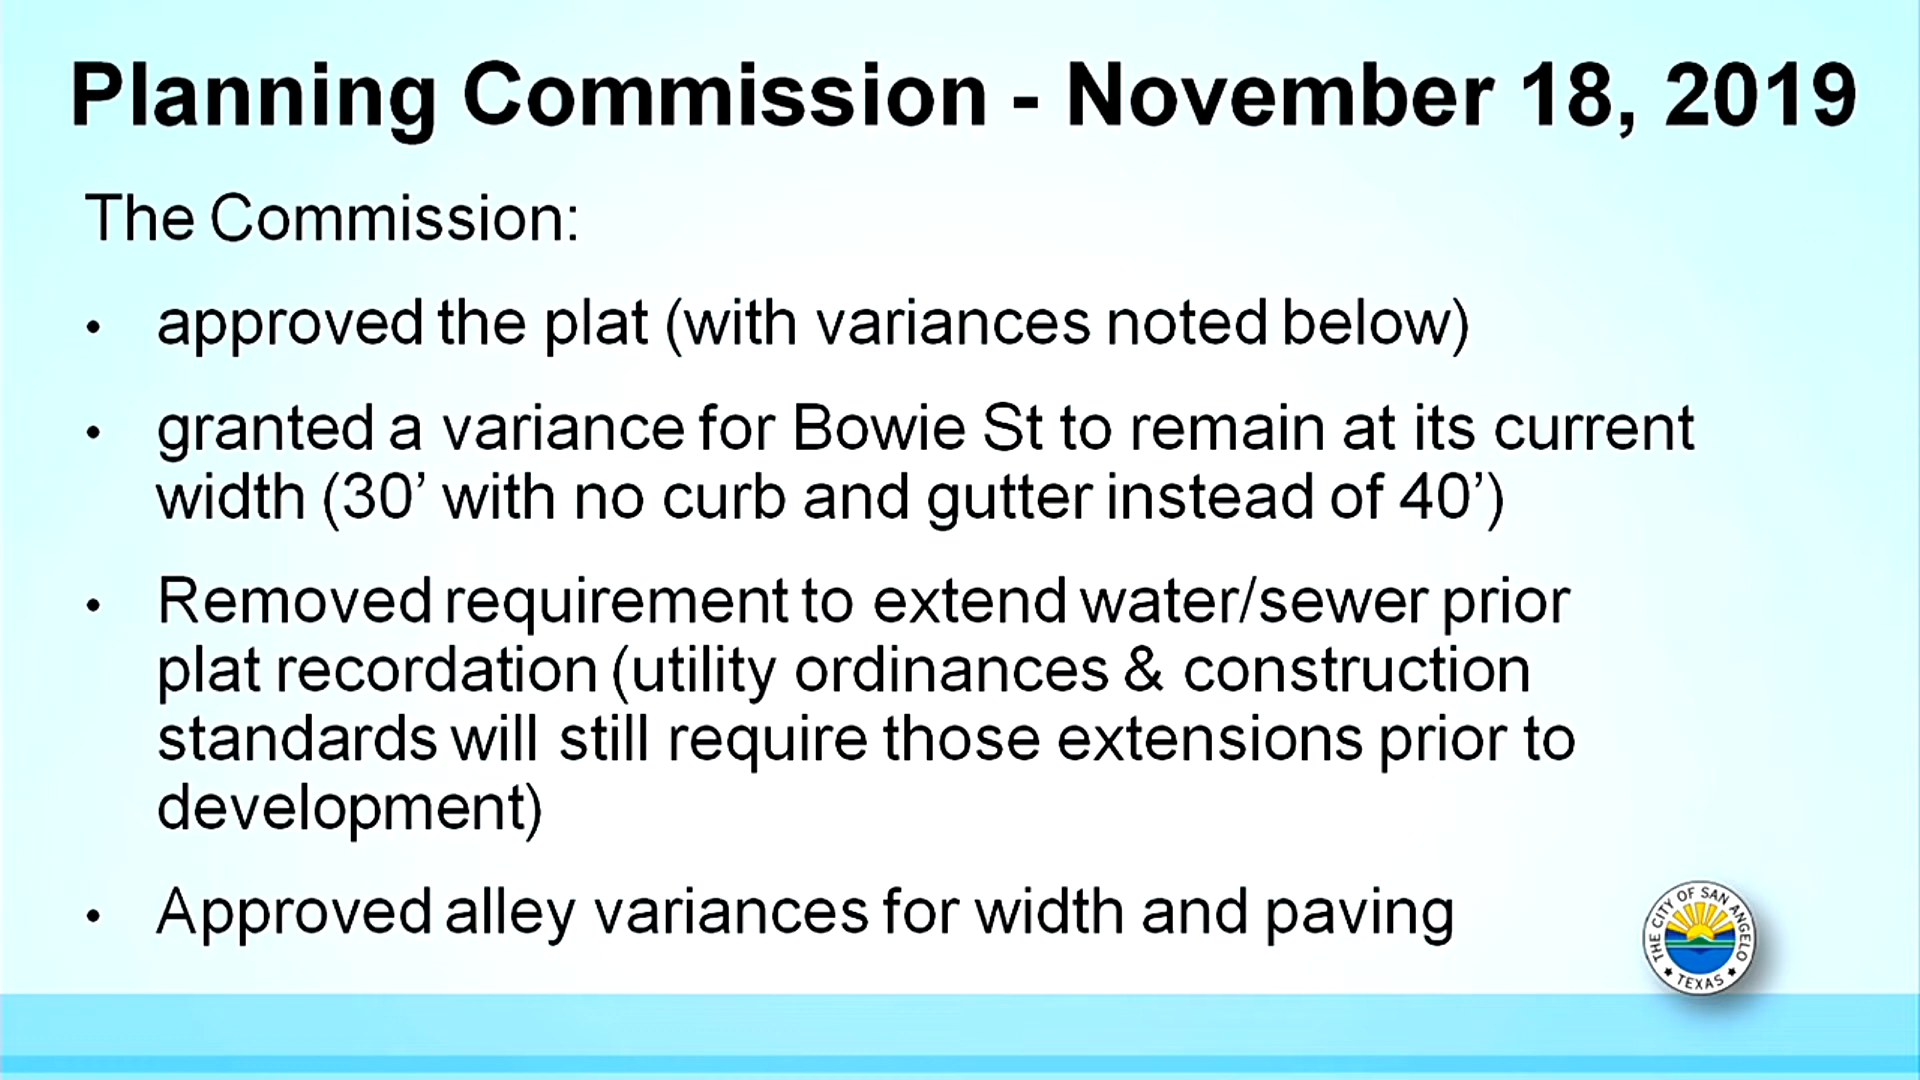 Planning Commission - November 18, 2019
The Commission:
• approved the plat (with variances noted below)
• granted a variance for Bowie St to remain at its current
width (30’ with no curb and gutter instead of 40’)
• Removed requirement to extend water/sewer prior
plat recordation (utility ordinances & construction
standards will still require those extensions prior to
development)
• Approved alley variances for width and paving
THE CITY OF SAN ANGELO
TEXAS